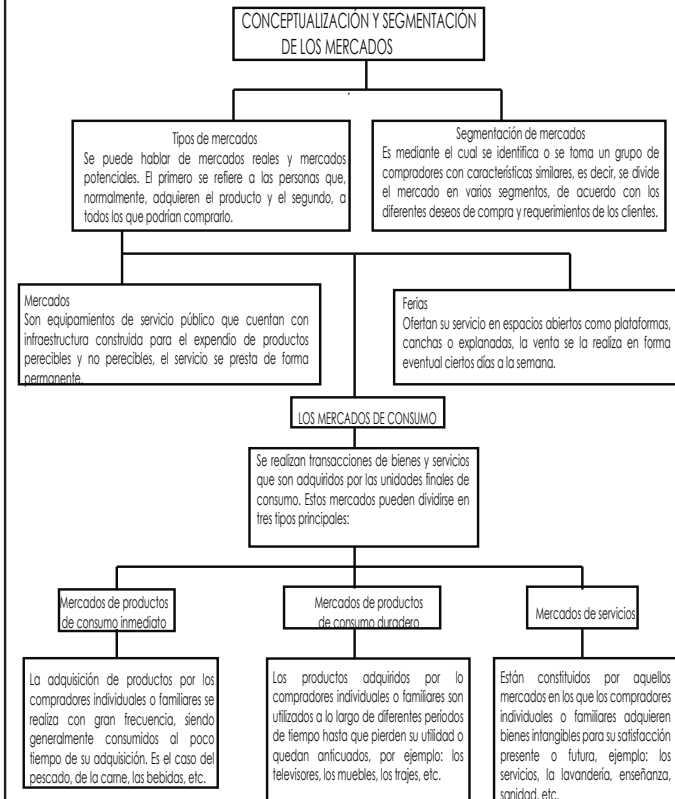 CONCEPTUALIZACIÓN Y SEGMENTACIÓN
DE LOS MERCADOS
Tipos de mercados
Se puede hablar de mercados reales y mercados
potenciales. El primero se refiere a las personas que,
normalmente, adquieren el producto y el segundo, a
todos los que podrían comprarlo.
Segmentación de mercados
Es mediante el cual se identifica o se toma un grupo de
compradores con características similares, es decir, se divide
el mercado en varios segmentos, de acuerdo con los
diferentes deseos de compra y requerimientos de los clientes.
Mercados
Son equipamientos de servicio público que cuentan con
infraestructura construida para el expendio de productos
perecibles y no perecibles, el servicio se presta de forma
permanente.
Ferias
Ofertan su servicio en espacios abiertos como plataformas,
canchas o explanadas, la venta se la realiza en forma
eventual ciertos días a la semana.
LOS MERCADOS DE CONSUMO
Se realizan transacciones de bienes y servicios
que son adquiridos por las unidades finales de
consumo. Estos mercados pueden dividirse en
tres tipos principales:
Mercados de productos
de consumo inmediato
Mercados de productos
de consumo duradero
Mercados de servicios
La adquisición de productos por los
compradores individuales o familiares se
realiza con gran frecuencia, siendo
generalmente consumidos al poco
tiempo de su adquisición. Es el caso del
pescado, de la carne, las bebidas, etc.
Los productos adquiridos por lo
compradores individuales o familiares son
utilizados a lo largo de diferentes períodos
de tiempo hasta que pierden su utilidad o
quedan anticuados, por ejemplo: los
televisores, los muebles, los trajes, etc.
Están constituidos por aquellos
mercados en los que los compradores
individuales o familiares adquieren
bienes intangibles para su satisfacción
presente o futura, ejemplo: los
servicios, la lavandería, enseñanza,
sanidad, etc.